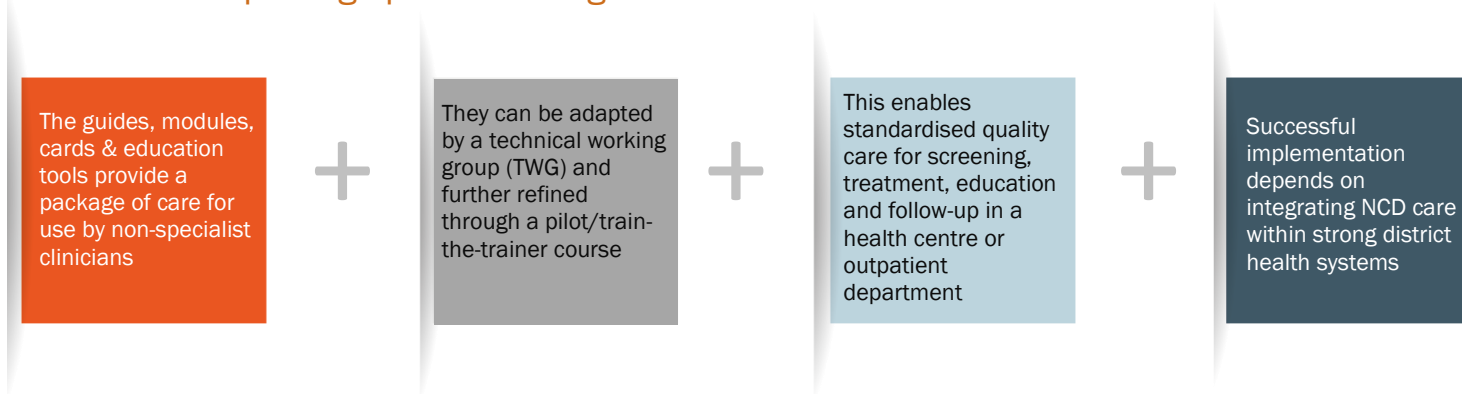 The guides, modules,
cards & education
tools provide a
package of care for
use by non-specialist
clinicians
+
They can be adapted
by a technical working
group (TWG) and
further refined
through a pilot/train-
the-trainer course
+
This enables
standardised quality
care for screening,
treatment, education
and follow-up in a
health centre or
outpatient
department
+
Successful
implementation
depends on
integrating NCD care
within strong district
health systems